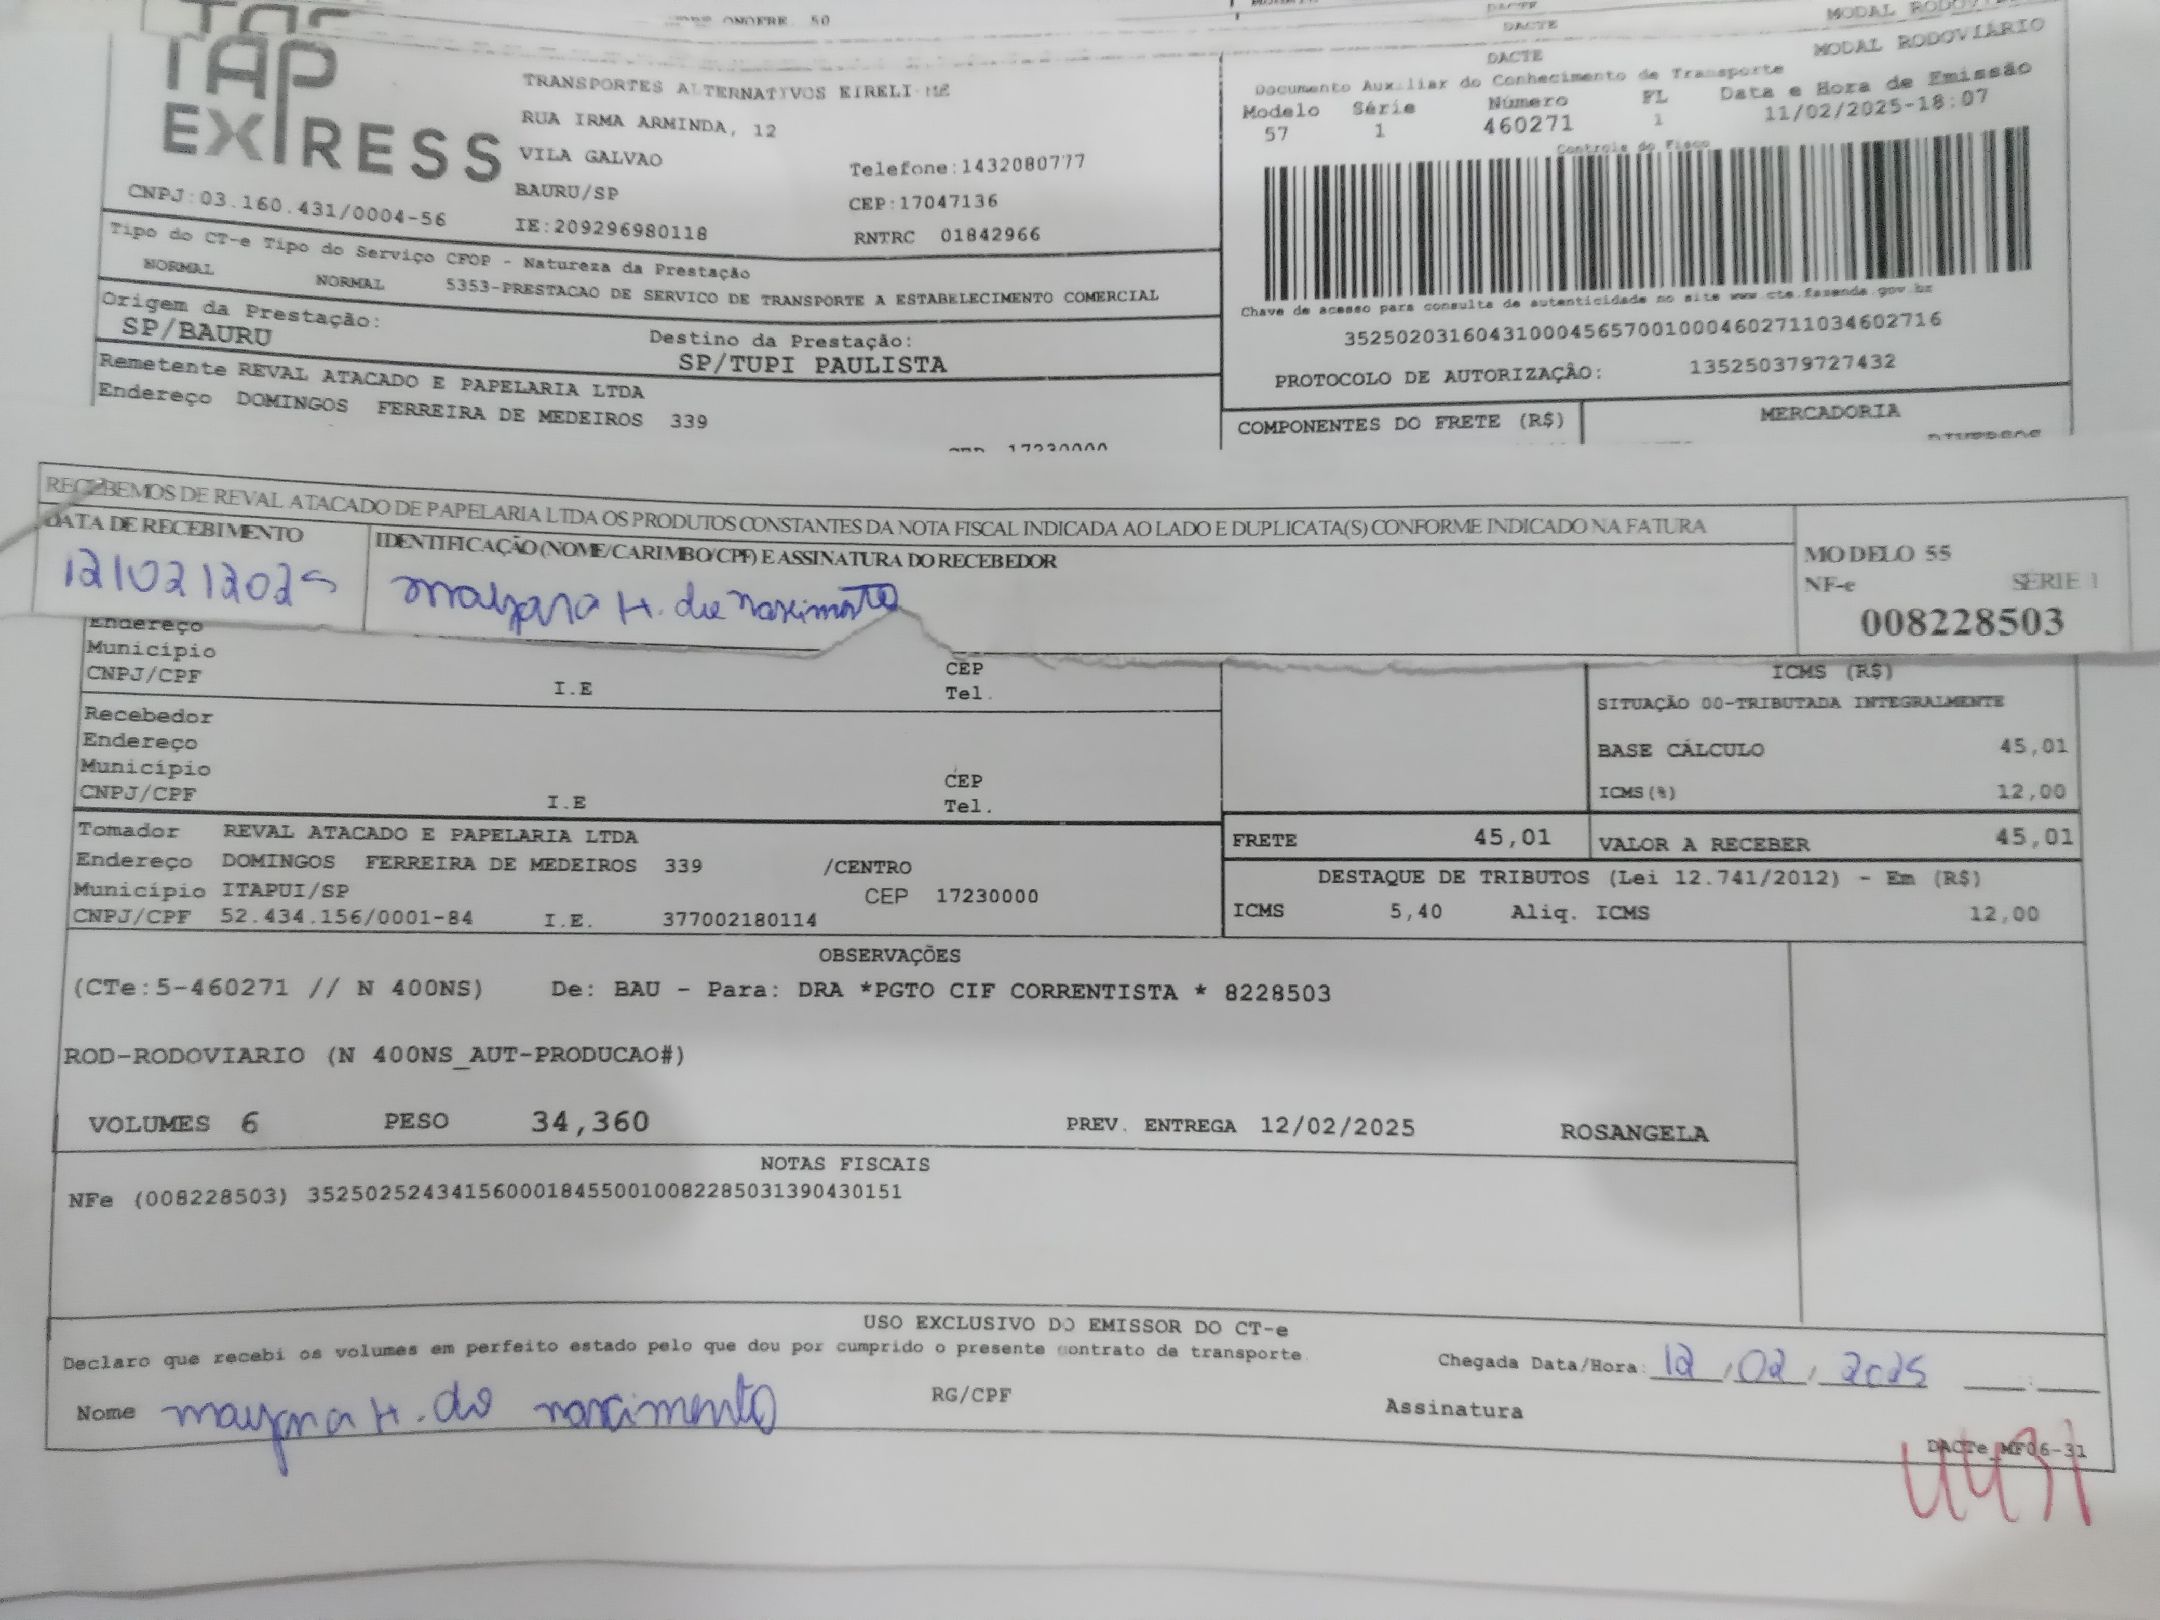 TAP
EXPRESS
TRANSPORTES ALTERNATIVOS EIRELI-ME
RUA IRMA ARMINDA, 12
VILA GALVAO
Telefone:1432080777
BAURU/SP
CEP:17047136
CNPJ:03.160.431/0004-56
IE:209296980118
RNTRC 01842966
DACTE
DACTE
MODAL RODOVIÁRIO
DACTE
Documento Auxiliar do Conhecimento de Transporte
Modelo Série Número FL Data e Hora de Emissão
57 1 460271 1 11/02/2025-18:07
Controle do Fisco
Chave de acesso para consulta de autenticidade no site www.cte.fazenda.gov.br
35250203160431000456570010004602711034602716
PROTOCOLO DE AUTORIZAÇÃO: 135250379727432
Tipo do CT-e Tipo do Serviço CFOP - Natureza da Prestação
NORMAL NORMAL 5353-PRESTACAO DE SERVICO DE TRANSPORTE A ESTABELECIMENTO COMERCIAL
Origem da Prestação: Destino da Prestação:
SP/BAURU SP/TUPI PAULISTA
Remetente REVAL ATACADO E PAPELARIA LTDA
Endereço DOMINGOS FERREIRA DE MEDEIROS 339
CEP 17230000
COMPONENTES DO FRETE (R$) MERCADORIA
RECEBEMOS DE REVAL ATACADO DE PAPELARIA LTDA OS PRODUTOS CONSTANTES DA NOTA FISCAL INDICADA AO LADO E DUPLICATA(S) CONFORME INDICADO NA FATURA
DATA DE RECEBIMENTO IDENTIFICAÇÃO (NOME/CARIMBO/CPF) E ASSINATURA DO RECEBEDOR
12/02/2025 mayara H. do nascimento
MODELO 55
NF-e SÉRIE 1
008228503
Endereço
Município CEP
CNPJ/CPF I.E Tel.
Recebedor
Endereço
Município CEP
CNPJ/CPF I.E Tel.
ICMS (R$)
SITUAÇÃO 00-TRIBUTADA INTEGRALMENTE
BASE CÁLCULO 45,01
ICMS(%) 12,00
Tomador REVAL ATACADO E PAPELARIA LTDA
Endereço DOMINGOS FERREIRA DE MEDEIROS 339 /CENTRO
Município ITAPUI/SP CEP 17230000
CNPJ/CPF 52.434.156/0001-84 I.E. 377002180114
FRETE 45,01 VALOR A RECEBER 45,01
DESTAQUE DE TRIBUTOS (Lei 12.741/2012) - Em (R$)
ICMS 5,40 Aliq. ICMS 12,00
OBSERVAÇÕES
(CTe:5-460271 // N 400NS) De: BAU - Para: DRA *PGTO CIF CORRENTISTA * 8228503
ROD-RODOVIARIO (N 400NS_AUT-PRODUCAO#)
VOLUMES 6 PESO 34,360 PREV. ENTREGA 12/02/2025 ROSANGELA
NOTAS FISCAIS
NFe (008228503) 35250252434156000184550010082285031390430151
USO EXCLUSIVO DO EMISSOR DO CT-e
Declaro que recebi os volumes em perfeito estado pelo que dou por cumprido o presente contrato de transporte.
Chegada Data/Hora: 12/02/2025
Nome mayara H. do nascimento RG/CPF Assinatura
DACTe_MF06-31